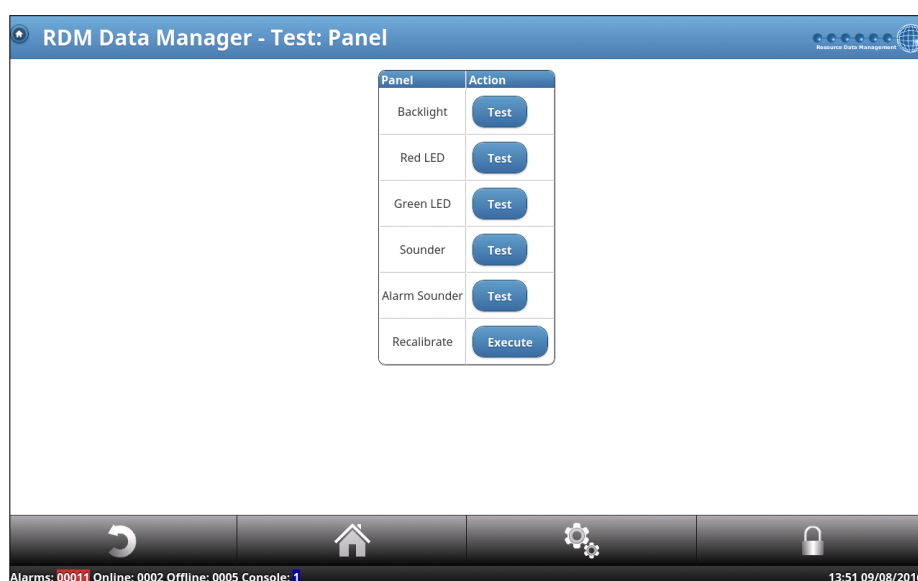 RDM Data Manager - Test: Panel
Resource Data Management
Panel Action
Backlight Test
Red LED Test
Green LED Test
Sounder Test
Alarm Sounder Test
Recalibrate Execute
Alarms: 00011 Online: 0002 Offline: 0005 Console: 1
13:51 09/08/201